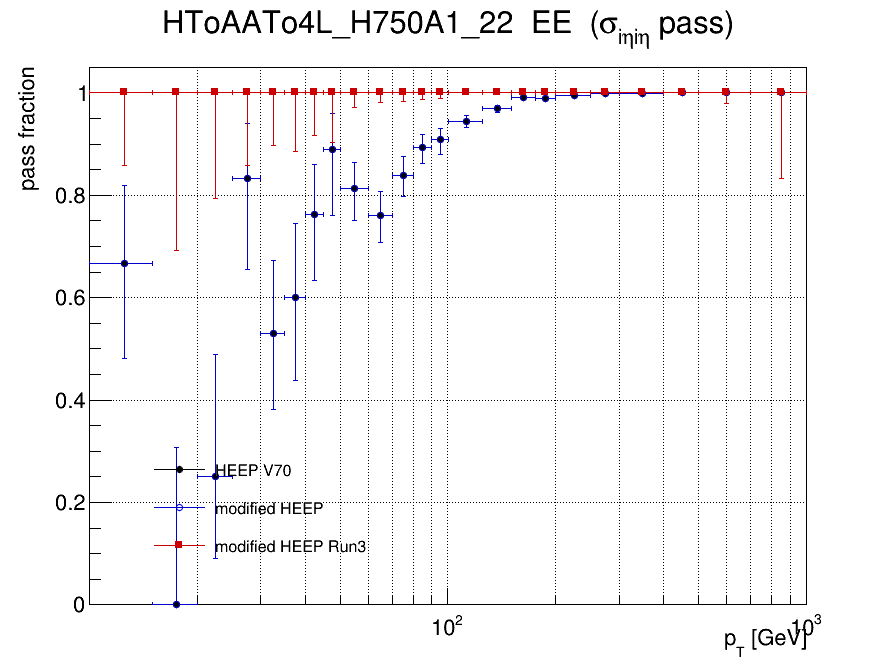 HToAATo4L_H750A1_22 EE (σiηiη pass)
pass fraction
1
0.8
0.6
0.4
0.2
0
HEEP V70
modified HEEP
modified HEEP Run3
10²
10³
pT [GeV]